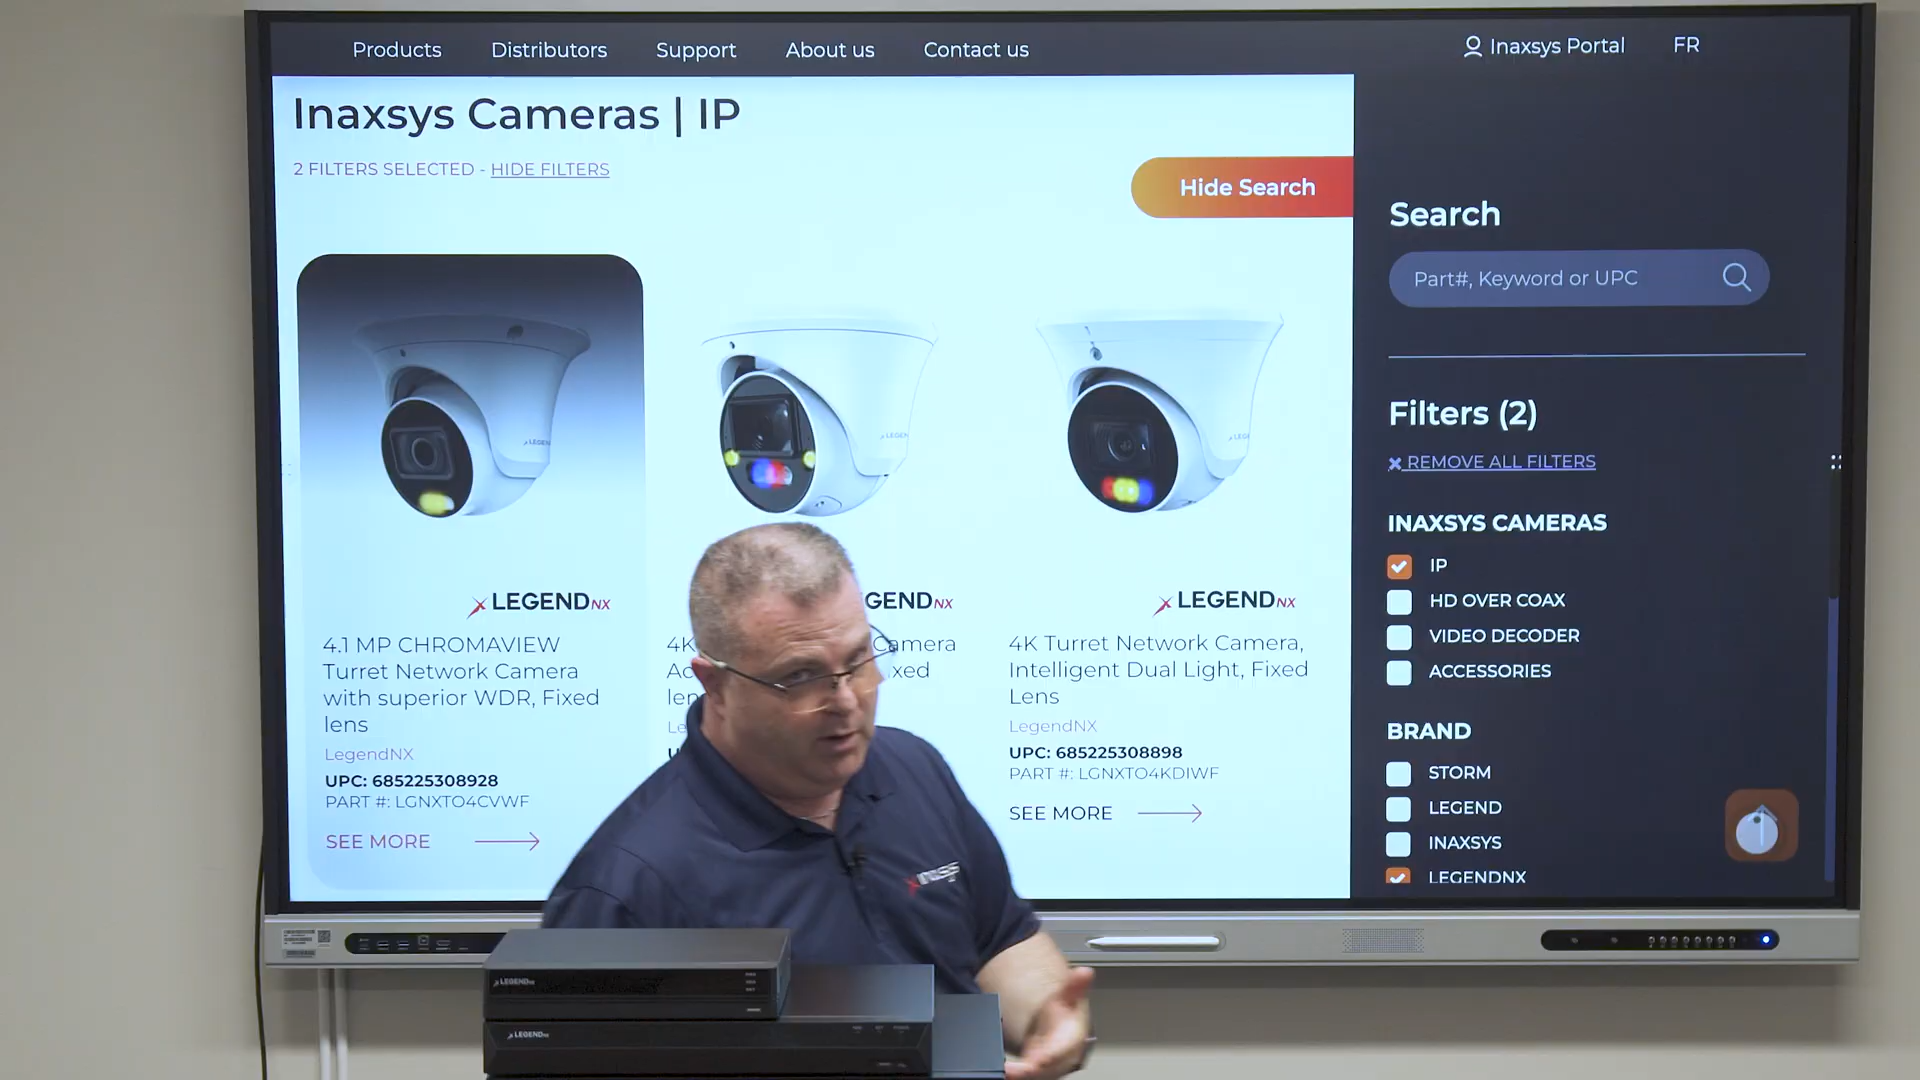 Products Distributors Support About us Contact us Inaxsys Portal FR
Inaxsys Cameras | IP
2 FILTERS SELECTED - HIDE FILTERS
Hide Search
Search
Part#, Keyword or UPC
Filters (2)
REMOVE ALL FILTERS
INAXSYS CAMERAS
IP
HD OVER COAX
VIDEO DECODER
ACCESSORIES
BRAND
STORM
LEGEND
INAXSYS
LEGENDNX
LEGENDNX
4.1 MP CHROMAVIEW
Turret Network Camera
with superior WDR, Fixed
lens
LegendNX
UPC: 685225308928
PART #: LGNXTO4CVWF
SEE MORE
GENDNX
4K Camera
LEGENDNX
4K Turret Network Camera,
Intelligent Dual Light, Fixed
Lens
LegendNX
UPC: 685225308898
PART #: LGNXTO4KDIWF
SEE MORE
LEGEND
LEGEND